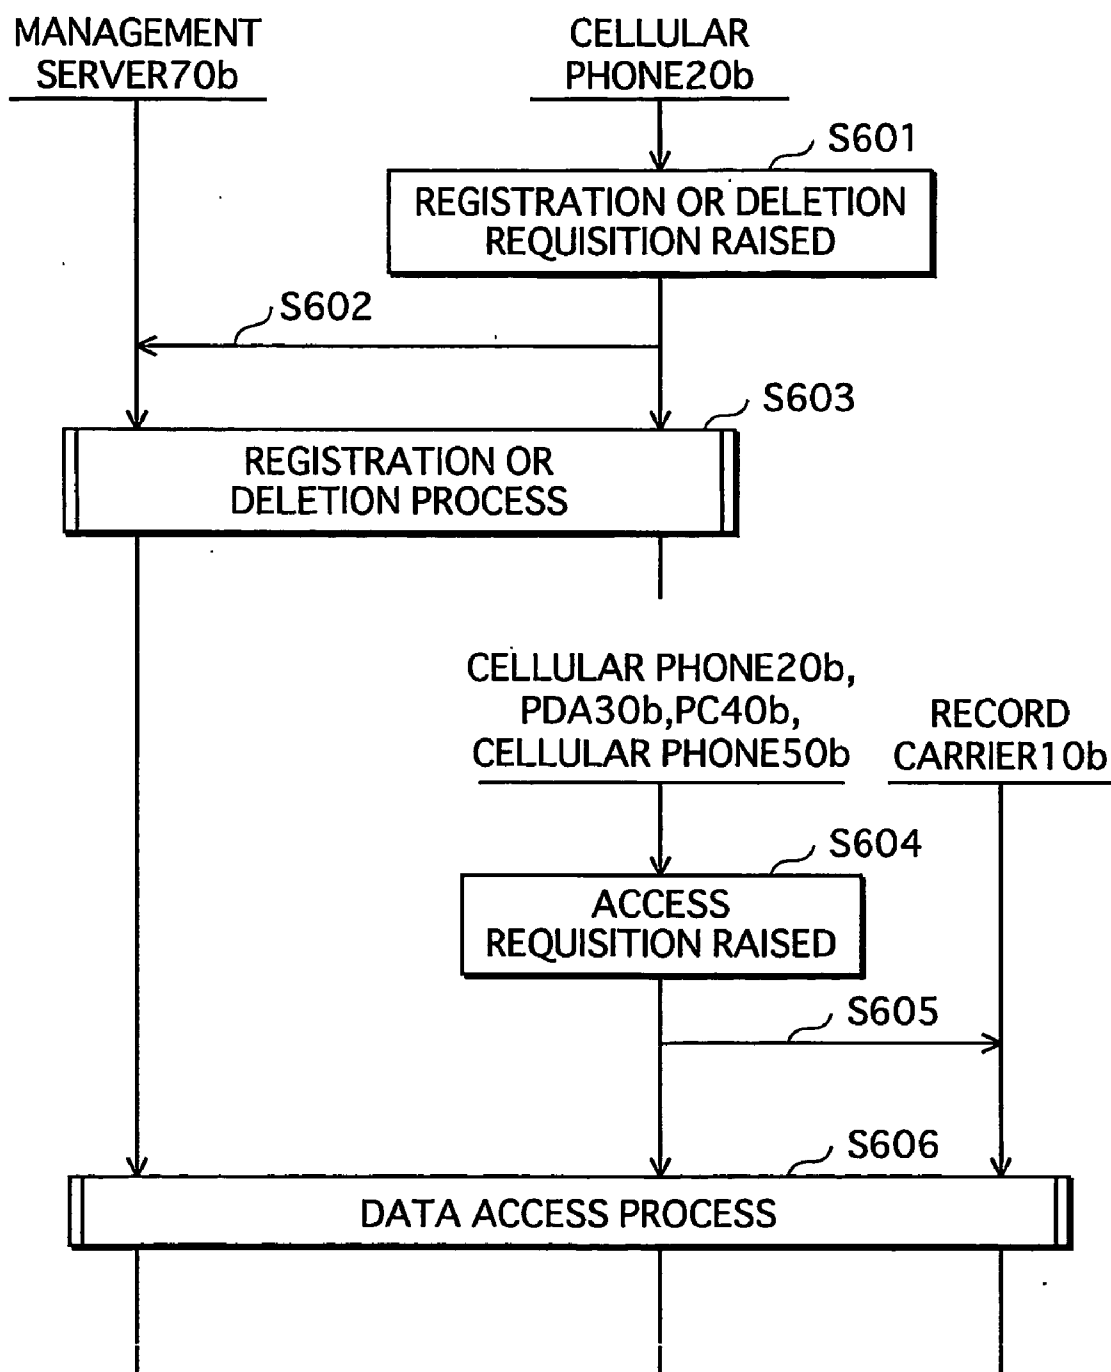 MANAGEMENT
SERVER70b
CELLULAR
PHONE20b
S601
REGISTRATION OR DELETION
REQUISITION RAISED
S602
S603
REGISTRATION OR
DELETION PROCESS
CELLULAR PHONE20b,
PDA30b,PC40b,
CELLULAR PHONE50b
RECORD
CARRIER10b
S604
ACCESS
REQUISITION RAISED
S605
S606
DATA ACCESS PROCESS